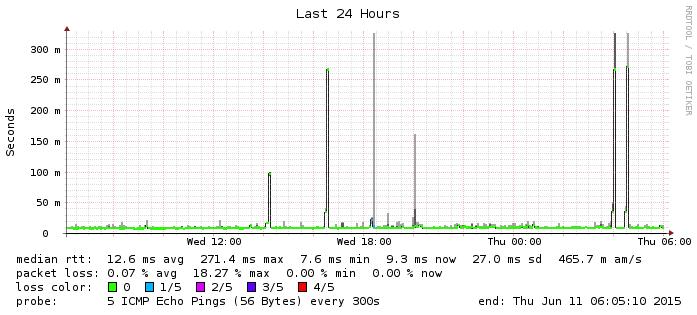 Last 24 Hours
RRDTOOL / TOBI OETIKER
Seconds
300 m
250 m
200 m
150 m
100 m
50 m
0
Wed 12:00 Wed 18:00 Thu 00:00 Thu 06:00
median rtt: 12.6 ms avg 271.4 ms max 7.6 ms min 9.3 ms now 27.0 ms sd 465.7 m am/s
packet loss: 0.07 % avg 18.27 % max 0.00 % min 0.00 % now
loss color: 0 1/5 2/5 3/5 4/5
probe: 5 ICMP Echo Pings (56 Bytes) every 300s end: Thu Jun 11 06:05:10 2015